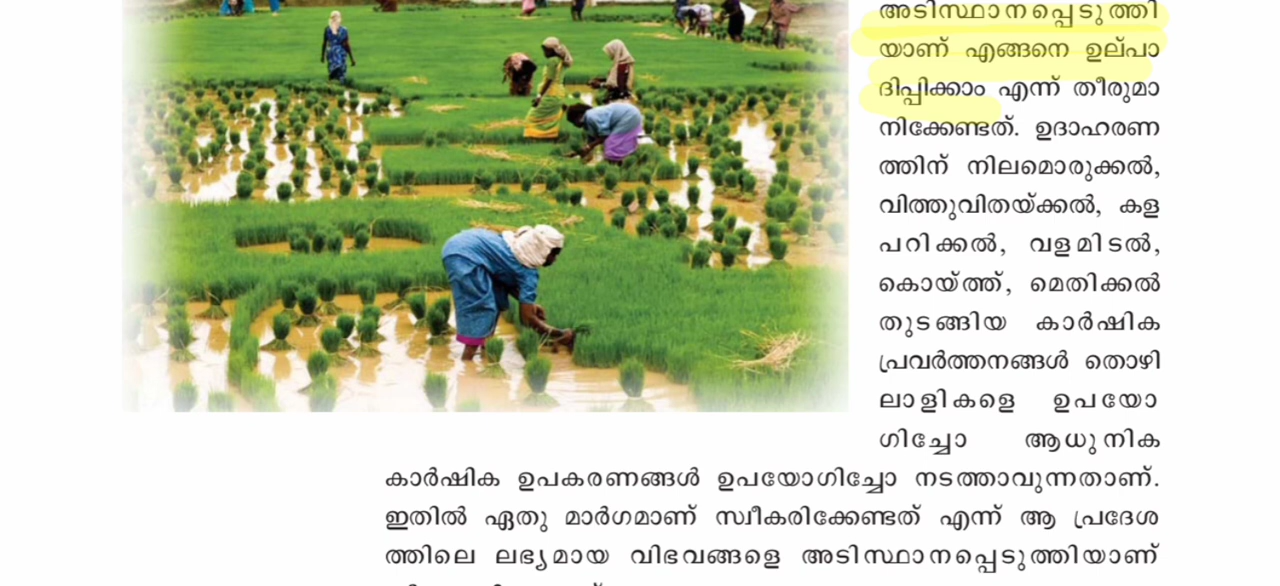 അടിസ്ഥാനപ്പെടുത്തി
യാണ് എങ്ങനെ ഉല്പാ
ദിപ്പിക്കാം എന്ന് തീരുമാ
നിക്കേണ്ടത്. ഉദാഹരണ
ത്തിന് നിലമൊരുക്കൽ,
വിത്തുവിതയ്ക്കൽ, കള
പറിക്കൽ, വളമിടൽ,
കൊയ്ത്ത്, മെതിക്കൽ
തുടങ്ങിയ കാർഷിക
പ്രവർത്തനങ്ങൾ തൊഴി
ലാളികളെ ഉപയോ
ഗിച്ചോ ആധുനിക
കാർഷിക ഉപകരണങ്ങൾ ഉപയോഗിച്ചോ നടത്താവുന്നതാണ്.
ഇതിൽ ഏതു മാർഗമാണ് സ്വീകരിക്കേണ്ടത് എന്ന് ആ പ്രദേശ
ത്തിലെ ലഭ്യമായ വിഭവങ്ങളെ അടിസ്ഥാനപ്പെടുത്തിയാണ്